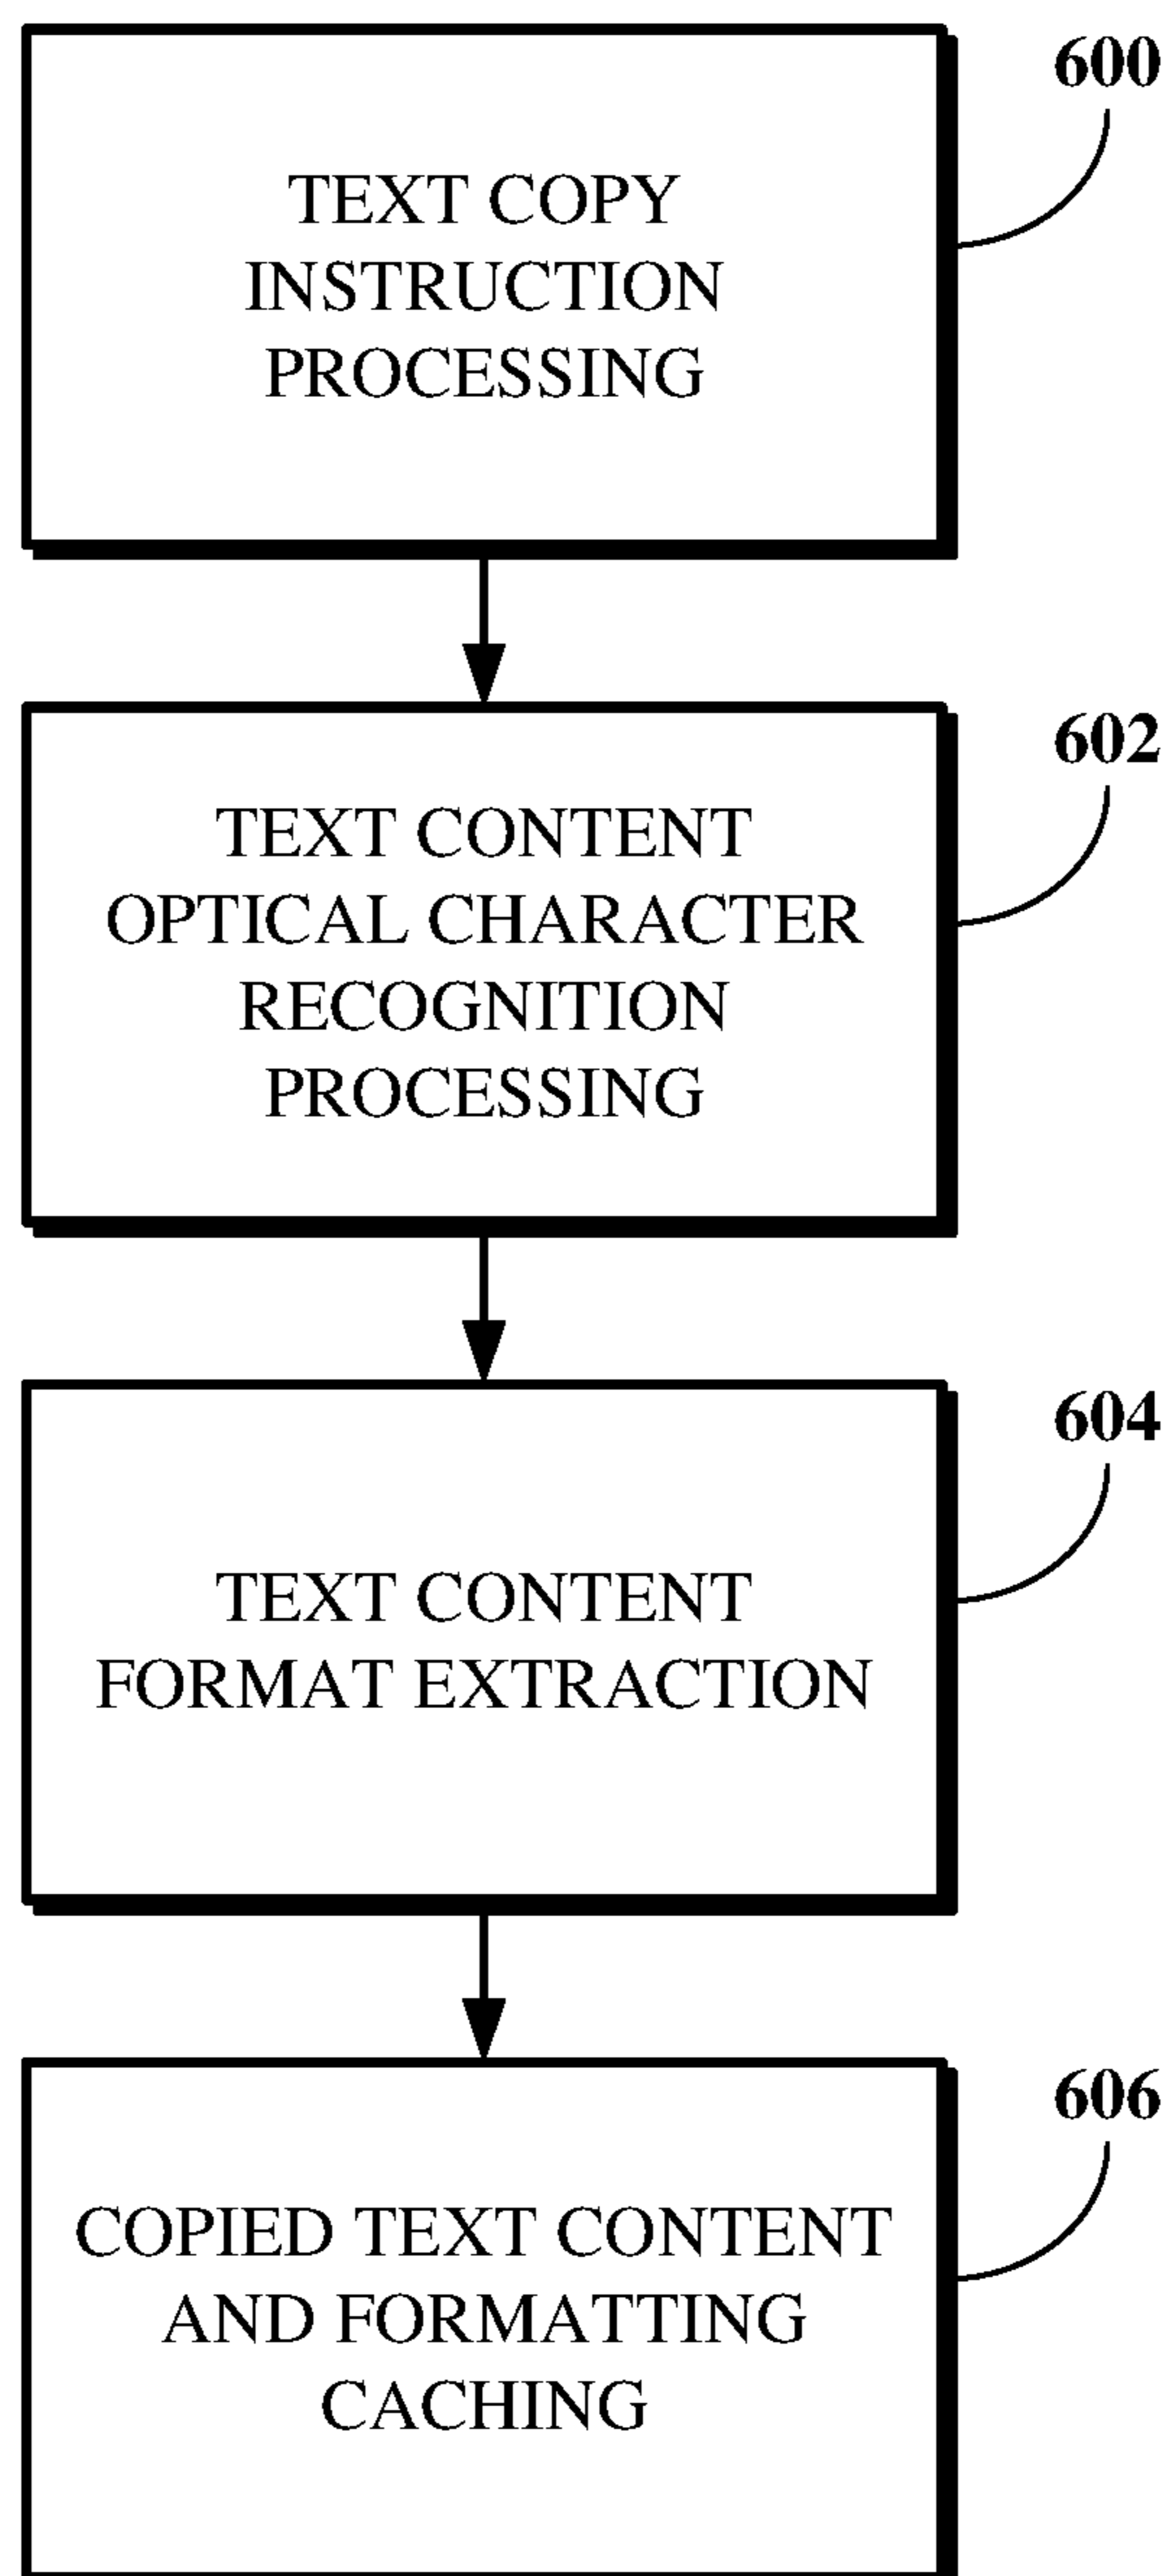 600
TEXT COPY
INSTRUCTION
PROCESSING
602
TEXT CONTENT
OPTICAL CHARACTER
RECOGNITION
PROCESSING
604
TEXT CONTENT
FORMAT EXTRACTION
606
COPIED TEXT CONTENT
AND FORMATTING
CACHING